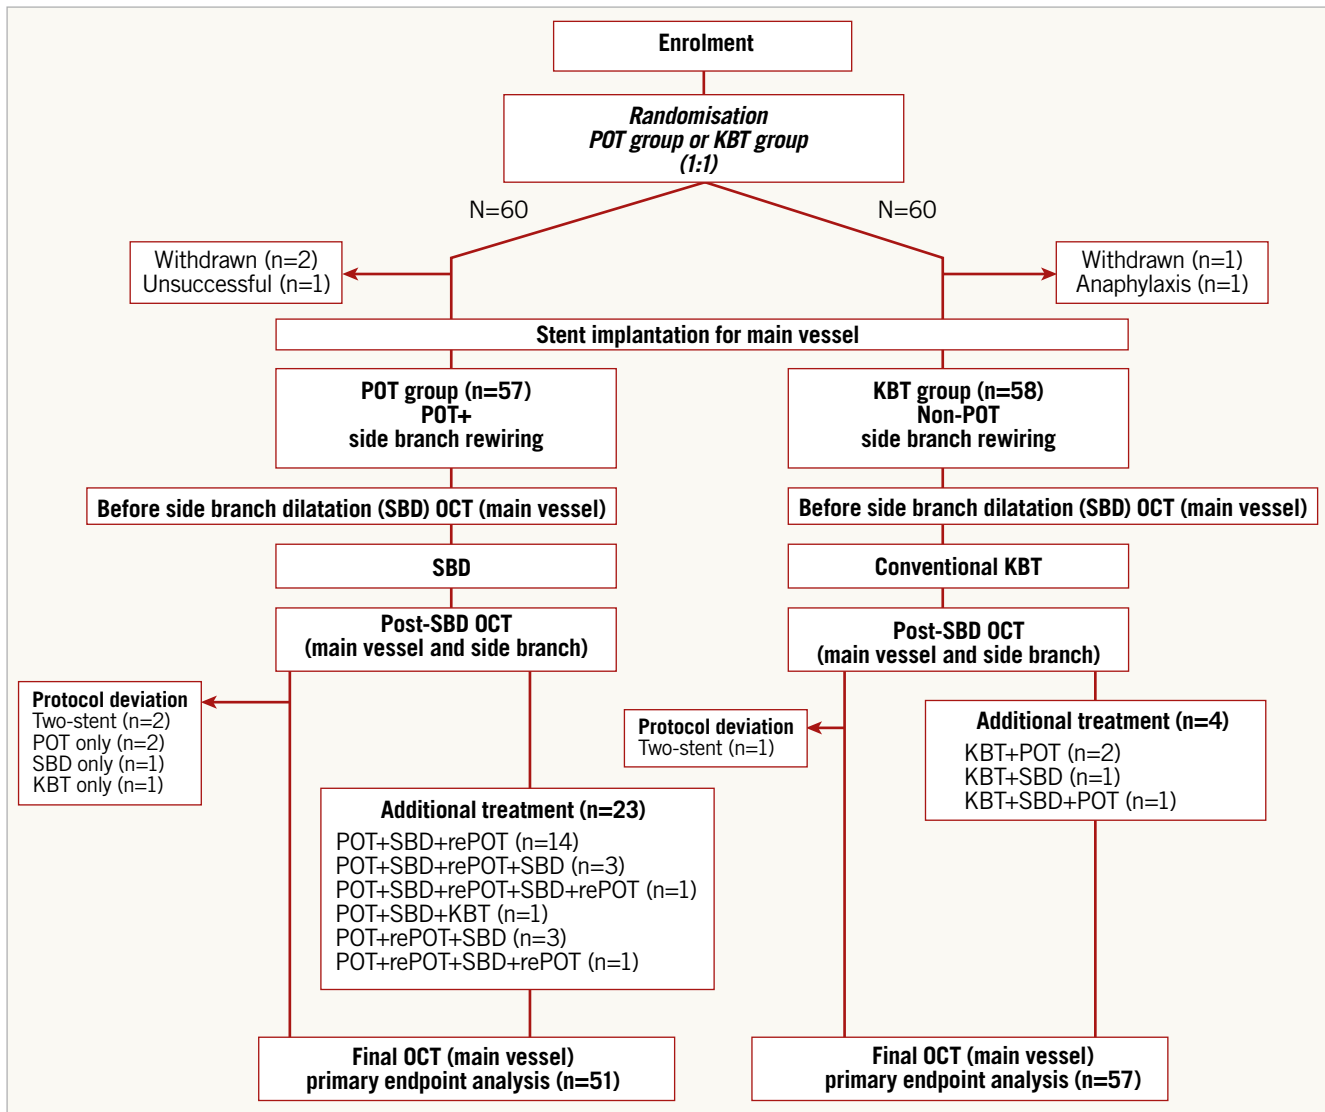 Enrolment
Randomisation
POT group or KBT group
(1:1)
N=60
N=60
Withdrawn (n=2)
Unsuccessful (n=1)
Withdrawn (n=1)
Anaphylaxis (n=1)
Stent implantation for main vessel
POT group (n=57)
POT+
side branch rewiring
KBT group (n=58)
Non-POT
side branch rewiring
Before side branch dilatation (SBD) OCT (main vessel)
Before side branch dilatation (SBD) OCT (main vessel)
SBD
Conventional KBT
Post-SBD OCT
(main vessel and side branch)
Post-SBD OCT
(main vessel and side branch)
Protocol deviation
Two-stent (n=2)
POT only (n=2)
SBD only (n=1)
KBT only (n=1)
Additional treatment (n=23)
POT+SBD+rePOT (n=14)
POT+SBD+rePOT+SBD (n=3)
POT+SBD+rePOT+SBD+rePOT (n=1)
POT+SBD+KBT (n=1)
POT+rePOT+SBD (n=3)
POT+rePOT+SBD+rePOT (n=1)
Protocol deviation
Two-stent (n=1)
Additional treatment (n=4)
KBT+POT (n=2)
KBT+SBD (n=1)
KBT+SBD+POT (n=1)
Final OCT (main vessel)
primary endpoint analysis (n=51)
Final OCT (main vessel)
primary endpoint analysis (n=57)